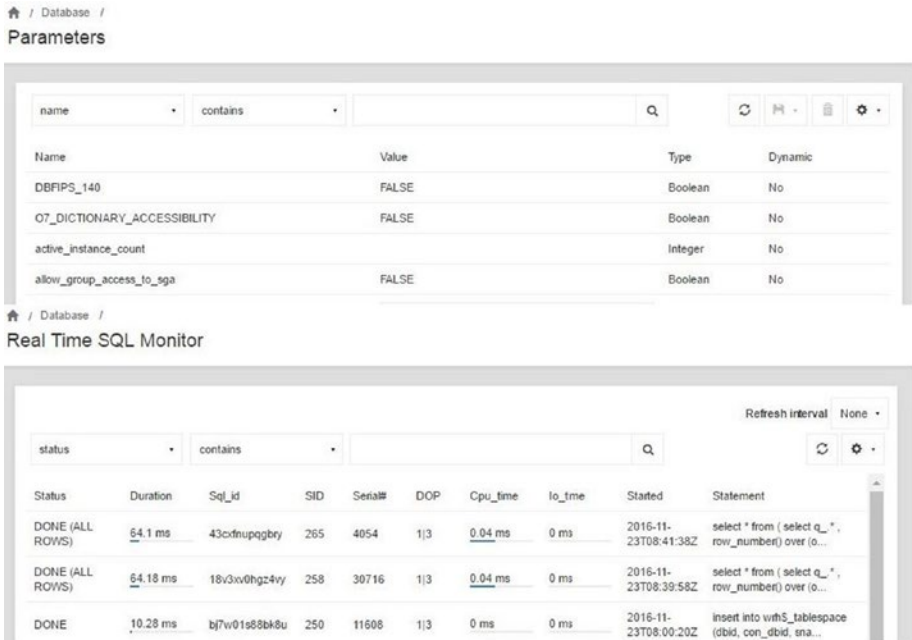 / Database /
Parameters
name contains
Name Value Type Dynamic
DBFIPS_140 FALSE Boolean No
O7_DICTIONARY_ACCESSIBILITY FALSE Boolean No
active_instance_count Integer No
allow_group_access_to_sga FALSE Boolean No
/ Database /
Real Time SQL Monitor
Refresh interval None
status contains
Status Duration Sql_id SID Serial# DOP Cpu_time Io_tme Started Statement
DONE (ALL ROWS) 64.1 ms 43cxfnupqgbry 265 4054 1|3 0.04 ms 0 ms 2016-11-23T08:41:38Z select * from ( select q_.* , row_number() over (o...
DONE (ALL ROWS) 64.18 ms 18v3xv0hgz4vy 258 30716 1|3 0.04 ms 0 ms 2016-11-23T08:39:58Z select * from ( select q_.* , row_number() over (o...
DONE 10.28 ms bj7w01s88bk8u 250 11608 1|3 0 ms 0 ms 2016-11-23T08:00:20Z insert into wrh$_tablespace (dbid, con_dbid, sna...